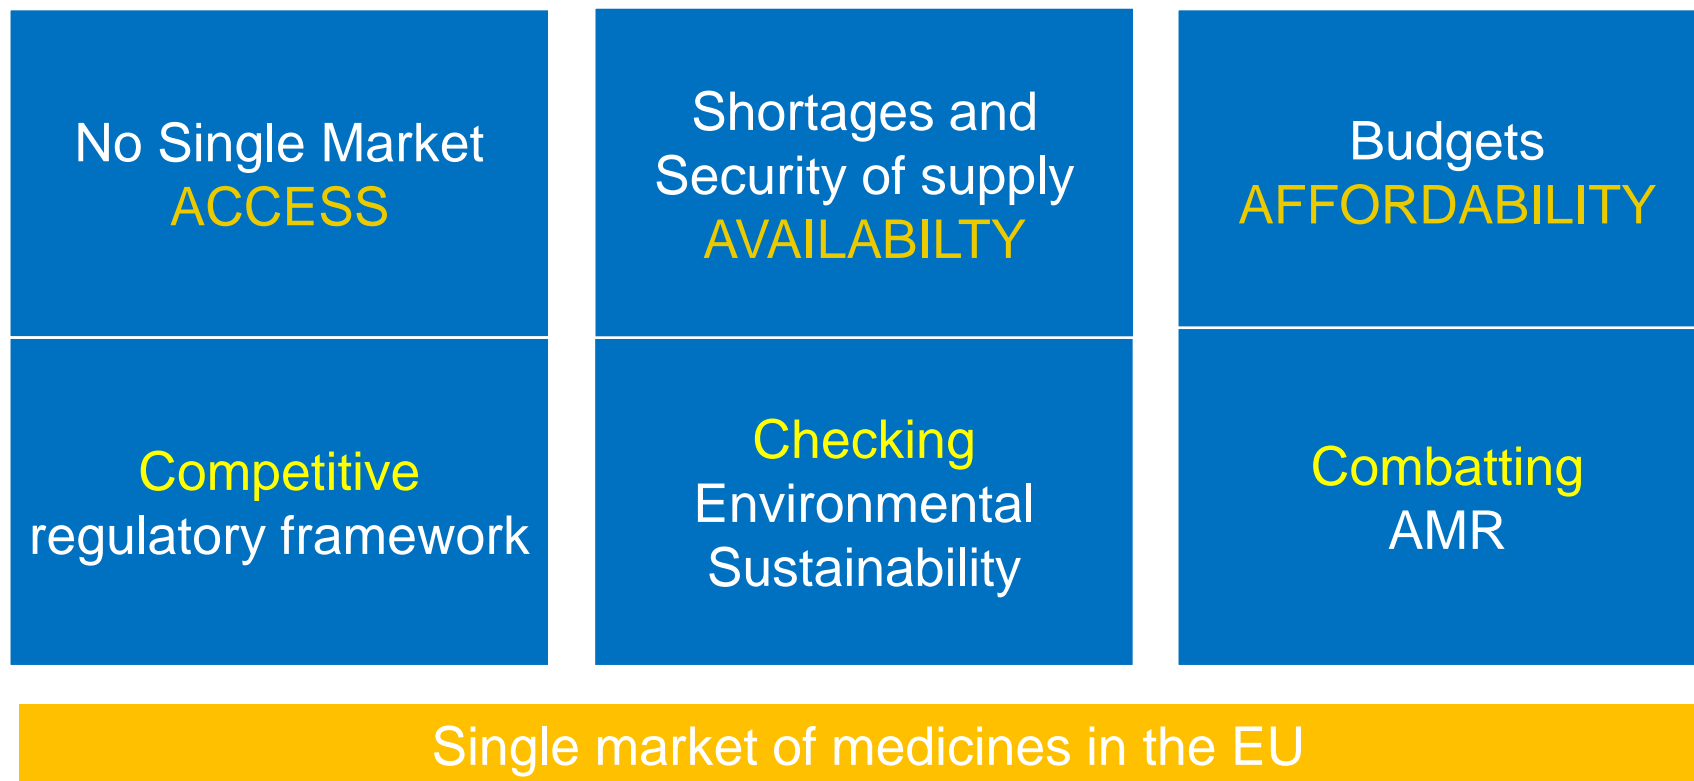 No Single Market
ACCESS
Shortages and
Security of supply
AVAILABILTY
Budgets
AFFORDABILITY
Competitive
regulatory framework
Checking
Environmental
Sustainability
Combatting
AMR
Single market of medicines in the EU